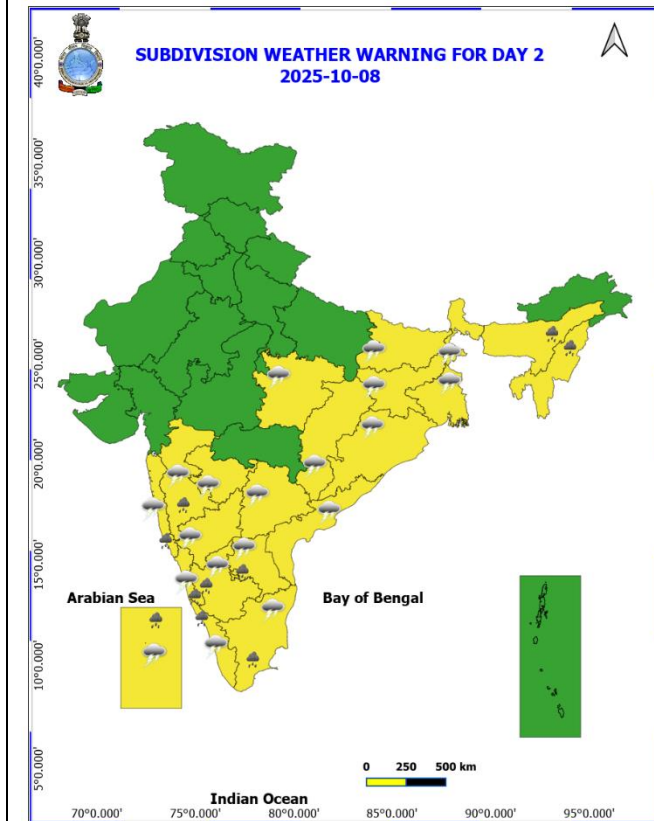 SUBDIVISION WEATHER WARNING FOR DAY 2
2025-10-08
40°0.000'
35°0.000'
30°0.000'
25°0.000'
20°0.000'
15°0.000'
10°0.000'
5°0.000'
Arabian Sea
Bay of Bengal
0 250 500 km
Indian Ocean
70°0.000' 75°0.000' 80°0.000' 85°0.000' 90°0.000' 95°0.000'